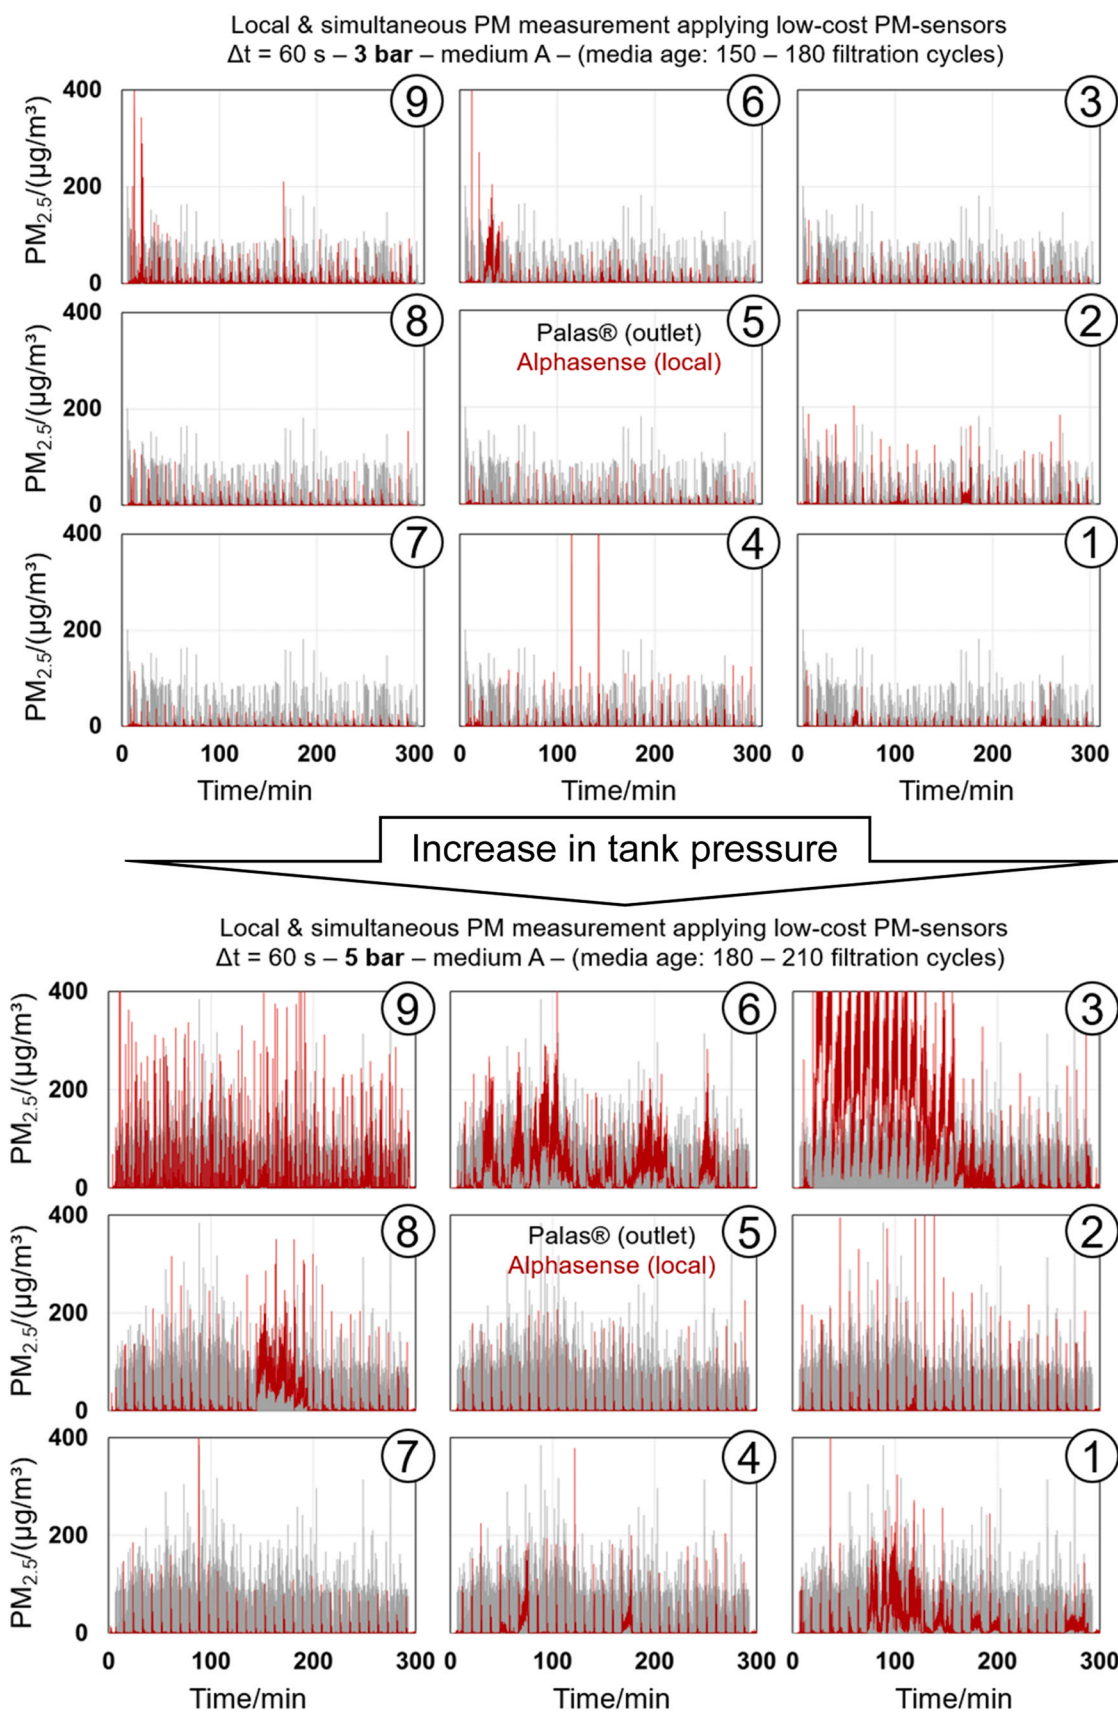 Local & simultaneous PM measurement applying low-cost PM-sensors
Δt = 60 s – 3 bar – medium A – (media age: 150 – 180 filtration cycles)
PM2.5/(µg/m³)
400
200
0
9
6
3
PM2.5/(µg/m³)
400
200
0
8
Palas® (outlet)
Alphasense (local)
5
2
PM2.5/(µg/m³)
400
200
0
7
4
1
0 100 200 300 0 100 200 300 0 100 200 300
Time/min Time/min Time/min
Increase in tank pressure
Local & simultaneous PM measurement applying low-cost PM-sensors
Δt = 60 s – 5 bar – medium A – (media age: 180 – 210 filtration cycles)
PM2.5/(µg/m³)
400
200
0
9
6
3
PM2.5/(µg/m³)
400
200
0
8
Palas® (outlet)
Alphasense (local)
5
2
PM2.5/(µg/m³)
400
200
0
7
4
1
0 100 200 300 0 100 200 300 0 100 200 300
Time/min Time/min Time/min